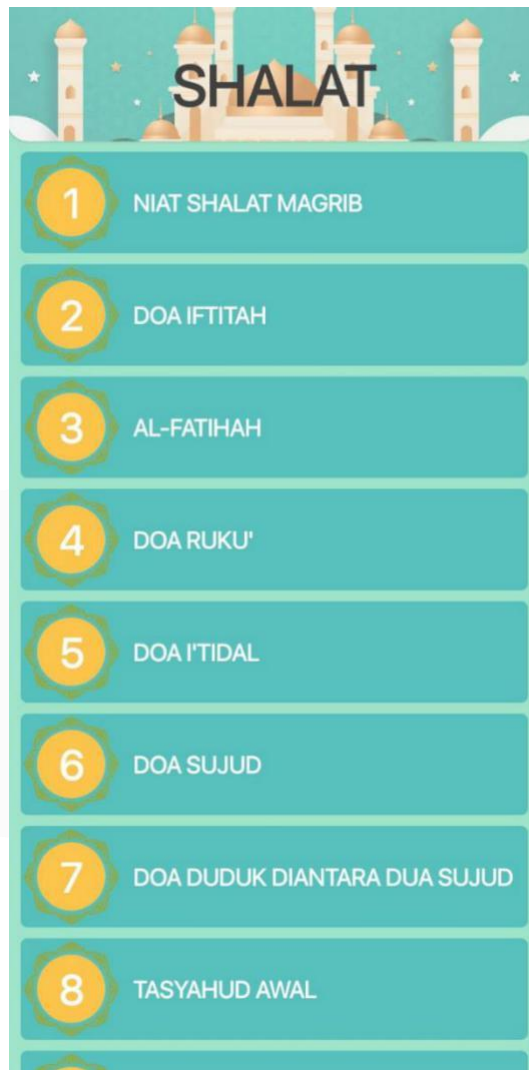 SHALAT
1
NIAT SHALAT MAGRIB
2
DOA IFTITAH
3
AL-FATIHAH
4
DOA RUKU'
5
DOA I'TIDAL
6
DOA SUJUD
7
DOA DUDUK DIANTARA DUA SUJUD
8
TASYAHUD AWAL